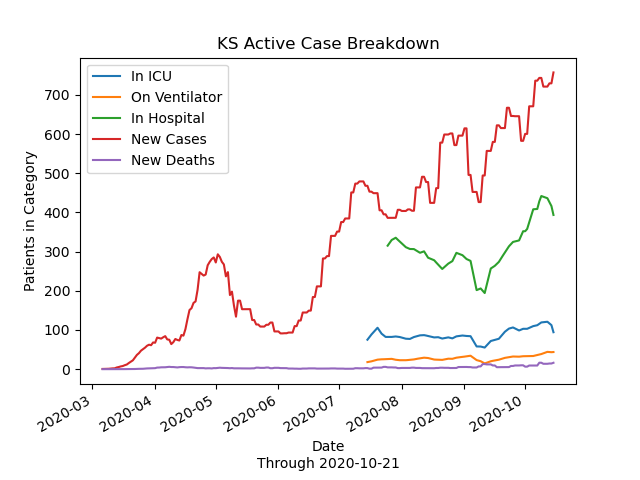 KS Active Case Breakdown
In ICU
On Ventilator
In Hospital
New Cases
New Deaths
Patients in Category
700
600
500
400
300
200
100
0
2020-03
2020-04
2020-05
2020-06
2020-07
2020-08
2020-09
2020-10
Date
Through 2020-10-21